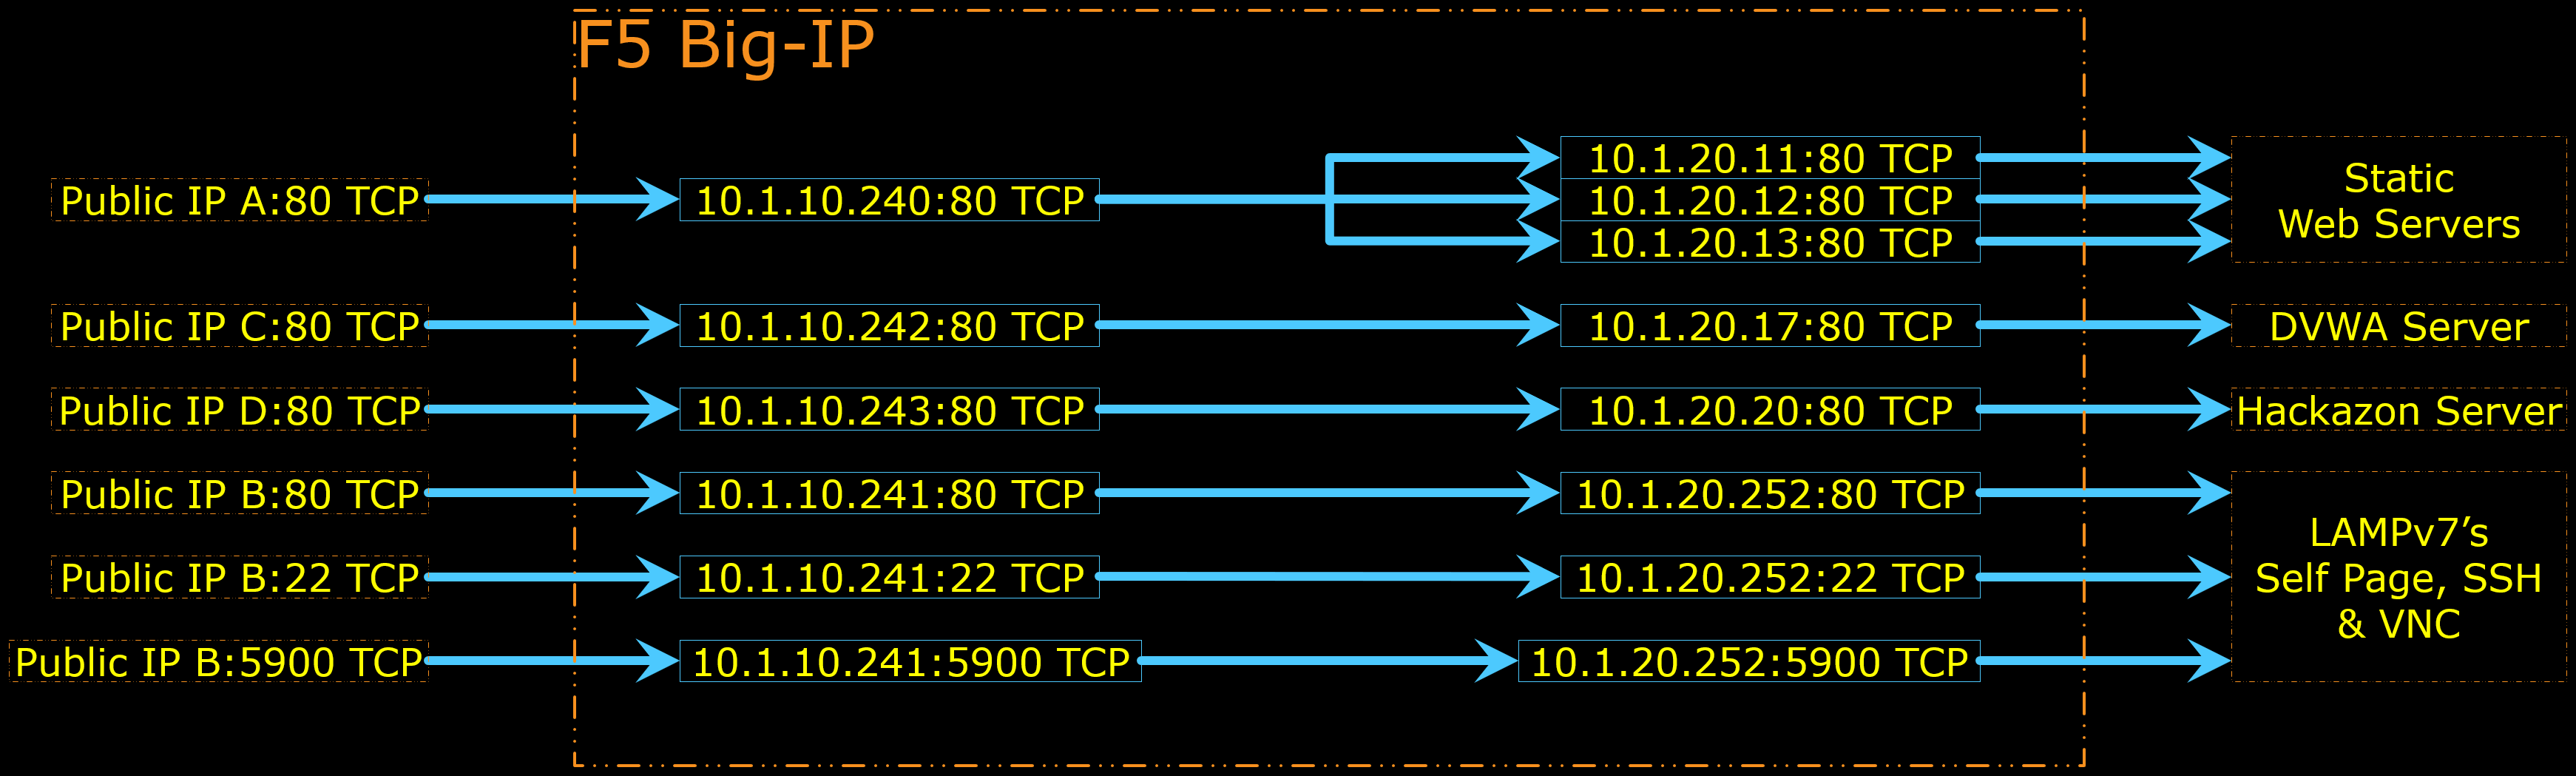 F5 Big-IP
Public IP A:80 TCP
10.1.10.240:80 TCP
10.1.20.11:80 TCP
10.1.20.12:80 TCP
10.1.20.13:80 TCP
Static
Web Servers
Public IP C:80 TCP
10.1.10.242:80 TCP
10.1.20.17:80 TCP
DVWA Server
Public IP D:80 TCP
10.1.10.243:80 TCP
10.1.20.20:80 TCP
Hackazon Server
Public IP B:80 TCP
10.1.10.241:80 TCP
10.1.20.252:80 TCP
Public IP B:22 TCP
10.1.10.241:22 TCP
10.1.20.252:22 TCP
Public IP B:5900 TCP
10.1.10.241:5900 TCP
10.1.20.252:5900 TCP
LAMPv7’s
Self Page, SSH
& VNC